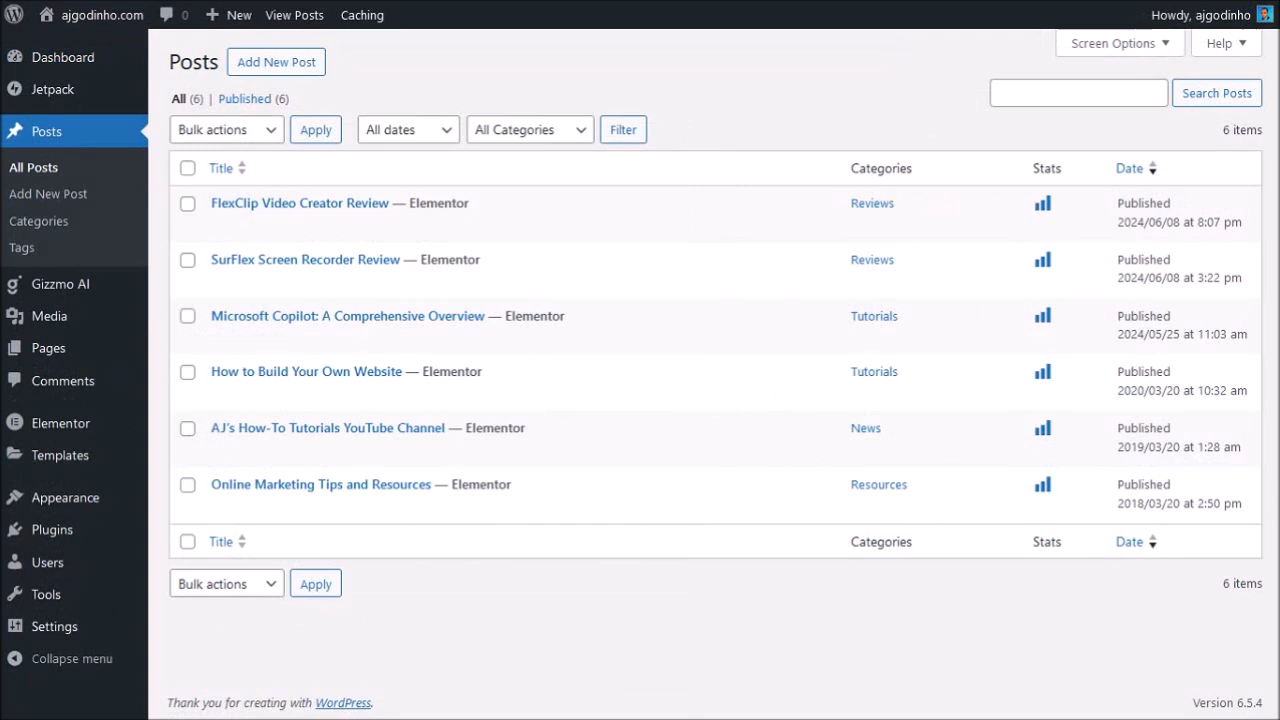 ajgodinho.com 0 New View Posts Caching Howdy, ajgodinho
Dashboard
Jetpack
Posts
All Posts
Add New Post
Categories
Tags
Gizzmo AI
Media
Pages
Comments
Elementor
Templates
Appearance
Plugins
Users
Tools
Settings
Collapse menu
Screen Options Help
Posts Add New Post
All (6) | Published (6)
Search Posts
Bulk actions Apply All dates All Categories Filter 6 items
Title Categories Stats Date
FlexClip Video Creator Review — Elementor Reviews Published
2024/06/08 at 8:07 pm
SurFlex Screen Recorder Review — Elementor Reviews Published
2024/06/08 at 3:22 pm
Microsoft Copilot: A Comprehensive Overview — Elementor Tutorials Published
2024/05/25 at 11:03 am
How to Build Your Own Website — Elementor Tutorials Published
2020/03/20 at 10:32 am
AJ's How-To Tutorials YouTube Channel — Elementor News Published
2019/03/20 at 1:28 am
Online Marketing Tips and Resources — Elementor Resources Published
2018/03/20 at 2:50 pm
Title Categories Stats Date
Bulk actions Apply 6 items
Thank you for creating with WordPress. Version 6.5.4